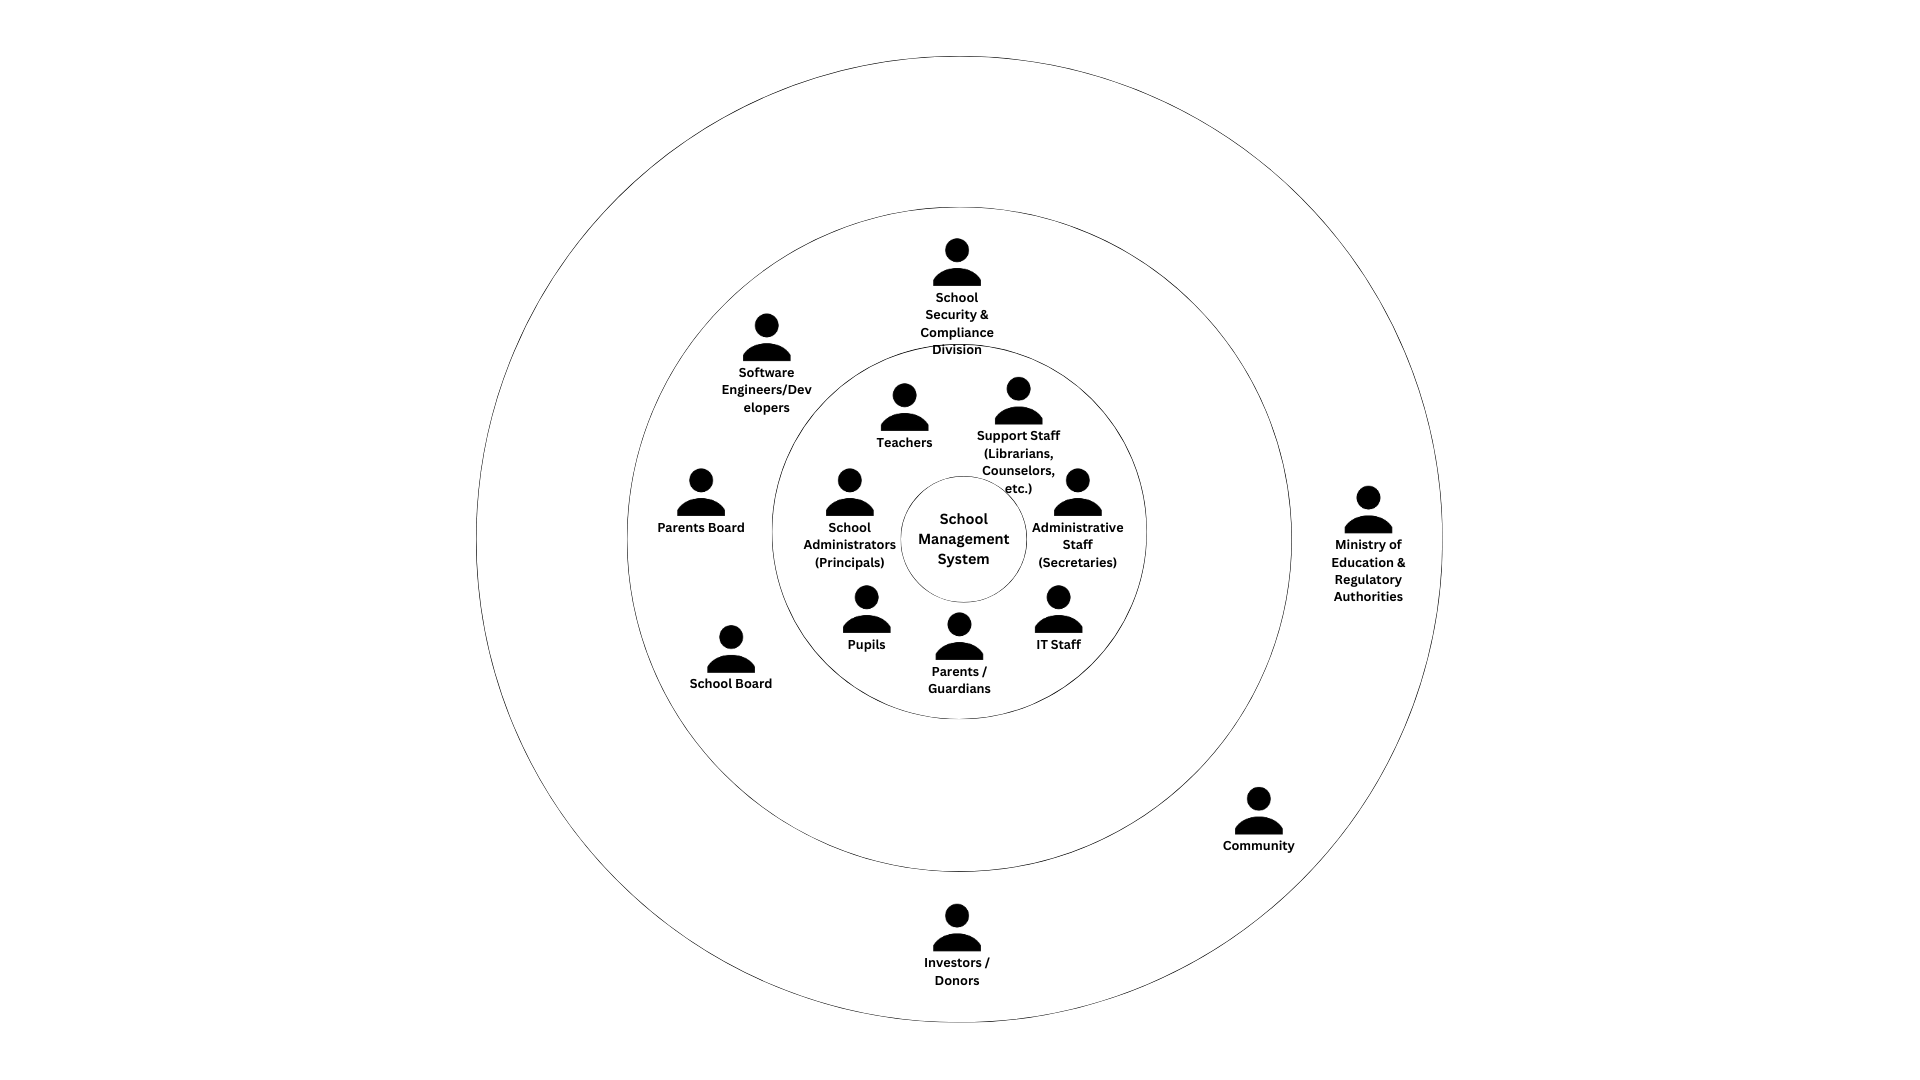 School
Security &
Compliance
Division
Software
Engineers/Dev
elopers
Teachers
Support Staff
(Librarians,
Counselors,
etc.)
Parents Board
School
Administrators
(Principals)
School
Management
System
Administrative
Staff
(Secretaries)
Ministry of
Education &
Regulatory
Authorities
Pupils
Parents /
Guardians
IT Staff
School Board
Community
Investors /
Donors